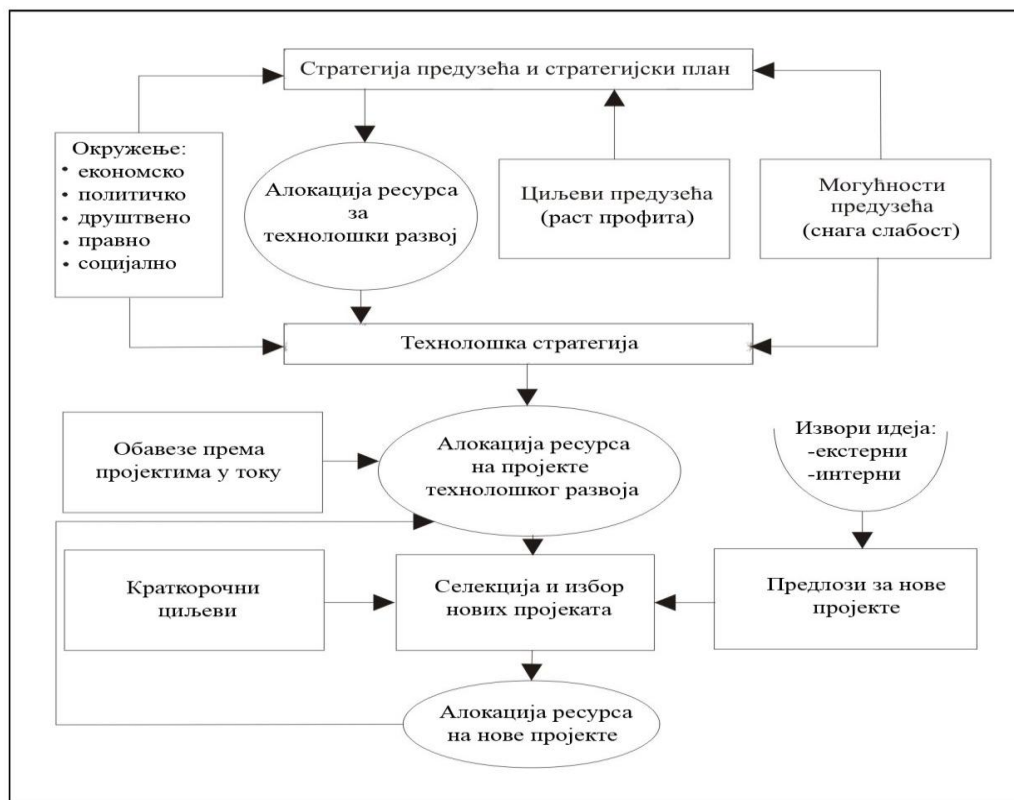 Стратегија предузећа и стратегијски план
Окружење:
• економско
• политичко
• друштвено
• правно
• социјално
Алокација ресурса
за
технолошки развој
Циљеви предузећа
(раст профита)
Могућности
предузећа
(снага слабост)
Технолошка стратегија
Обавезе према
пројектима у току
Алокација ресурса
на пројекте
технолошког развоја
Извори идеја:
-екстерни
-интерни
Краткорочни
циљеви
Селекција и избор
нових пројеката
Предлози за нове
пројекте
Алокација ресурса
на нове пројекте